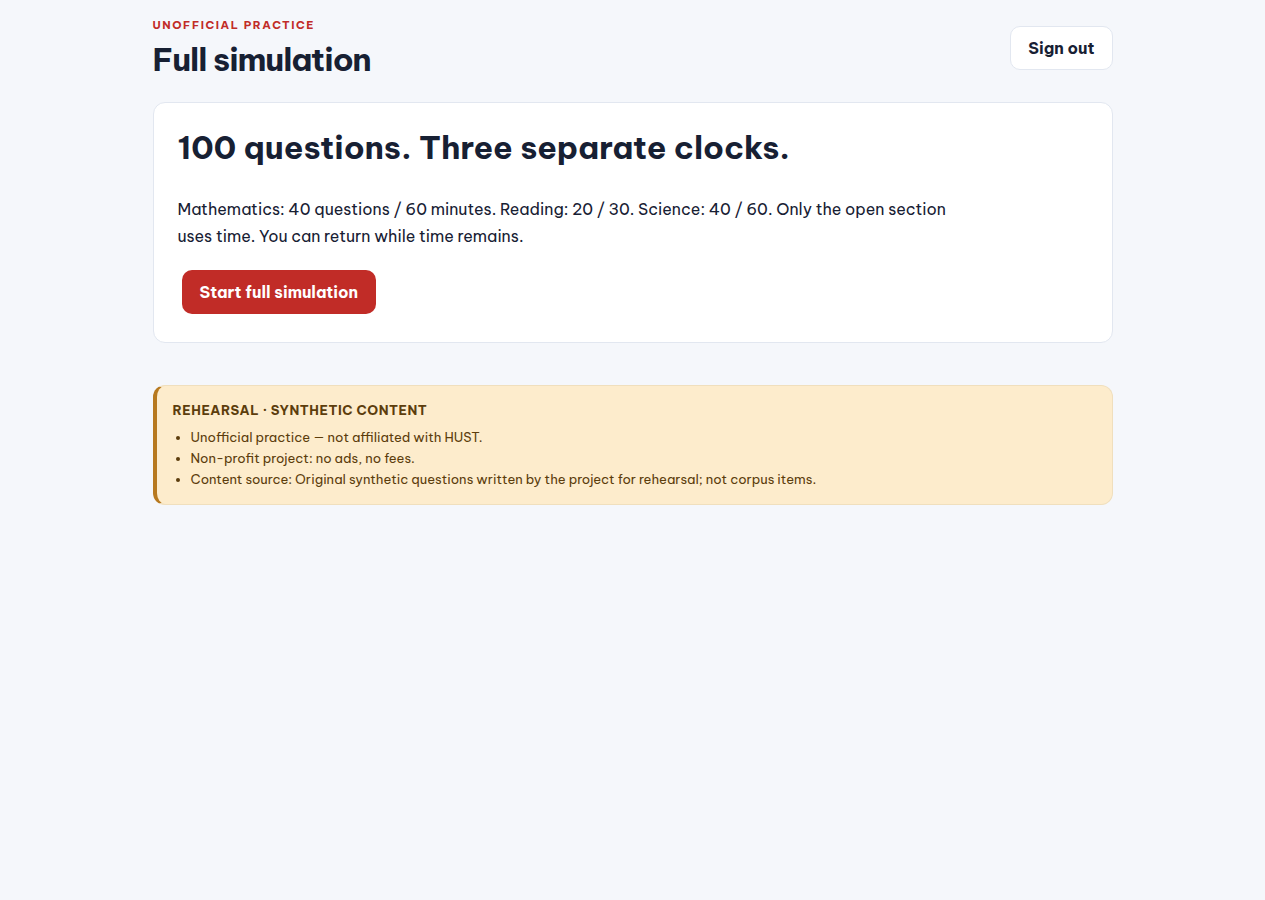 UNOFFICIAL PRACTICE
Full simulation
Sign out
100 questions. Three separate clocks.
Mathematics: 40 questions / 60 minutes. Reading: 20 / 30. Science: 40 / 60. Only the open section
uses time. You can return while time remains.
Start full simulation
REHEARSAL · SYNTHETIC CONTENT
• Unofficial practice — not affiliated with HUST.
• Non-profit project: no ads, no fees.
• Content source: Original synthetic questions written by the project for rehearsal; not corpus items.